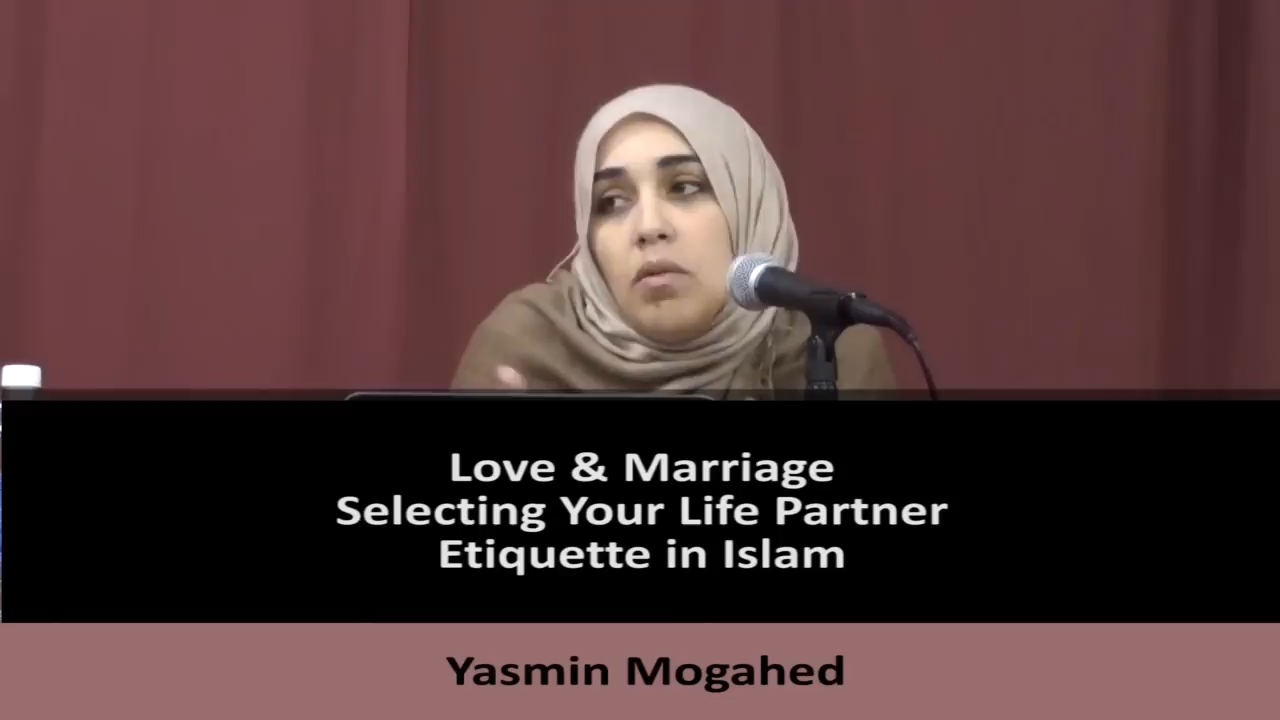 Love & Marriage
Selecting Your Life Partner
Etiquette in Islam
Yasmin Mogahed